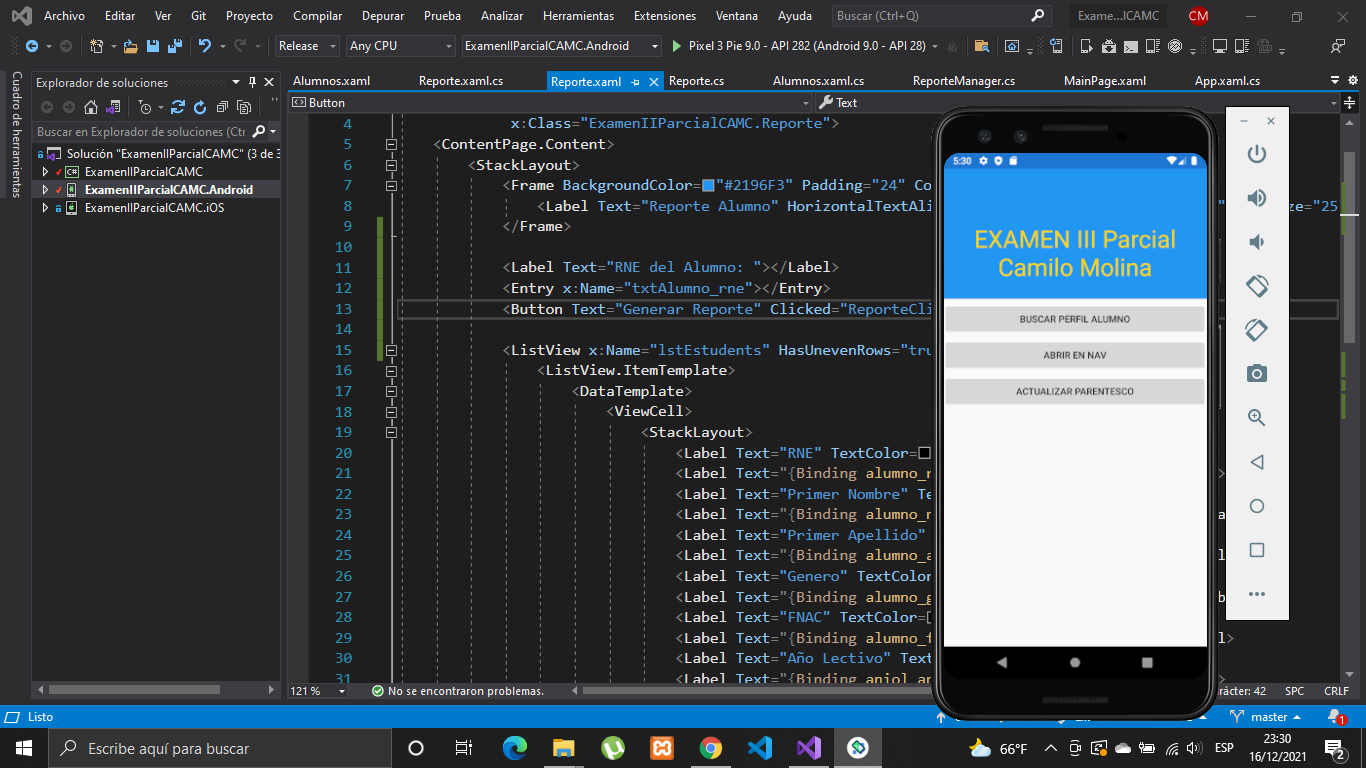 Archivo Editar Ver Git Proyecto Compilar Depurar Prueba Analizar Herramientas Extensiones Ventana Ayuda Buscar (Ctrl+Q) Exame...ICAMC CM
Release Any CPU ExamenIIParcialCAMC.Android Pixel 3 Pie 9.0 - API 282 (Android 9.0 - API 28)
Cuadro de herramientas
Explorador de soluciones
Buscar en Explorador de soluciones (Ctr
Solución "ExamenIIParcialCAMC" (3 de 3
ExamenIIParcialCAMC
ExamenIIParcialCAMC.Android
ExamenIIParcialCAMC.iOS
Alumnos.xaml Reporte.xaml.cs Reporte.xaml Reporte.cs Alumnos.xaml.cs ReporteManager.cs MainPage.xaml App.xaml.cs
Button Text
4 x:Class="ExamenIIParcialCAMC.Reporte">
5 <ContentPage.Content>
6 <StackLayout>
7 <Frame BackgroundColor="#2196F3" Padding="24" Co
8 <Label Text="Reporte Alumno" HorizontalTextAli ze="25
9 </Frame>
10
11 <Label Text="RNE del Alumno: "></Label>
12 <Entry x:Name="txtAlumno_rne"></Entry>
13 <Button Text="Generar Reporte" Clicked="ReporteCli
14
15 <ListView x:Name="lstEstudents" HasUnevenRows="tru
16 <ListView.ItemTemplate>
17 <DataTemplate>
18 <ViewCell>
19 <StackLayout>
20 <Label Text="RNE" TextColor=
21 <Label Text="{Binding alumno_r >
22 <Label Text="Primer Nombre" Te
23 <Label Text="{Binding alumno_n a
24 <Label Text="Primer Apellido"
25 <Label Text="{Binding alumno_a l
26 <Label Text="Genero" TextColor
27 <Label Text="{Binding alumno_g b
28 <Label Text="FNAC" TextColor=
29 <Label Text="{Binding alumno_f l>
30 <Label Text="Año Lectivo" Text
31 <Label Text="{Binding aniol an >
5:30
EXAMEN III Parcial
Camilo Molina
BUSCAR PERFIL ALUMNO
ABRIR EN NAV
ACTUALIZAR PARENTESCO
121 % No se encontraron problemas. arácter: 42 SPC CRLF
Listo master 1
Escribe aquí para buscar 66°F ESP 23:30
16/12/2021 2